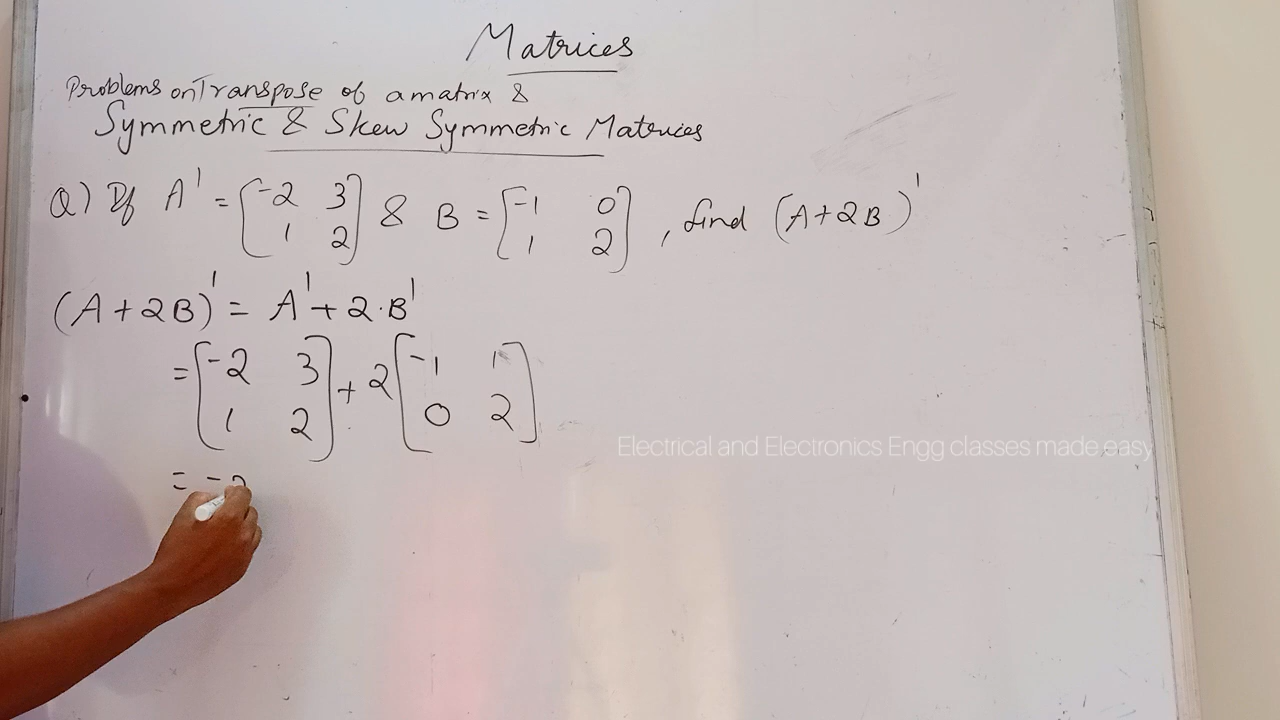 Matrices
Problems on Transpose of a matrix &
Symmetric & Skew Symmetric Matrices
Q) If A' = [-2 3 1 2] & B = [-1 0 1 2], find (A+2B)'
(A+2B)' = A' + 2·B'
= [-2 3 1 2] + 2 [-1 1 0 2]
Electrical and Electronics Engg classes made easy
= -2